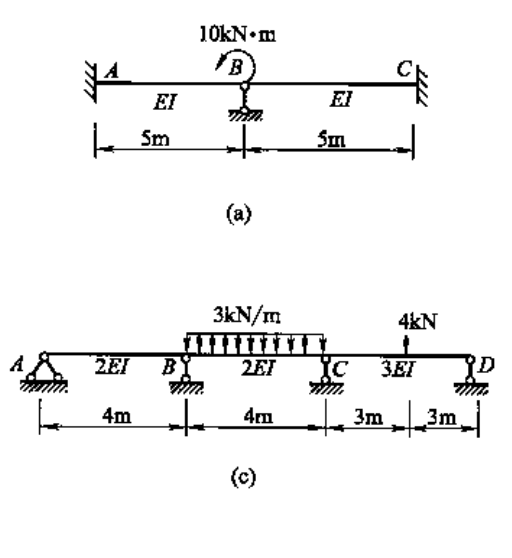 10kN•m
A B C
EI EI
5m 5m
(a)
3kN/m 4kN
A 2EI B 2EI C 3EI D
4m 4m 3m 3m
(c)